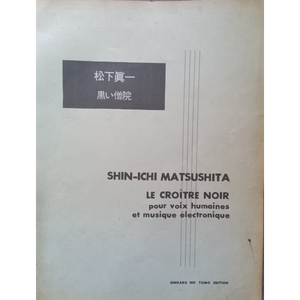 松下眞一
黒い僧院
SHIN-ICHI MATSUSHITA
LE CROÎTRE NOIR
pour voix humaines
et musique électronique
ONGAKU NO TOMO EDITION